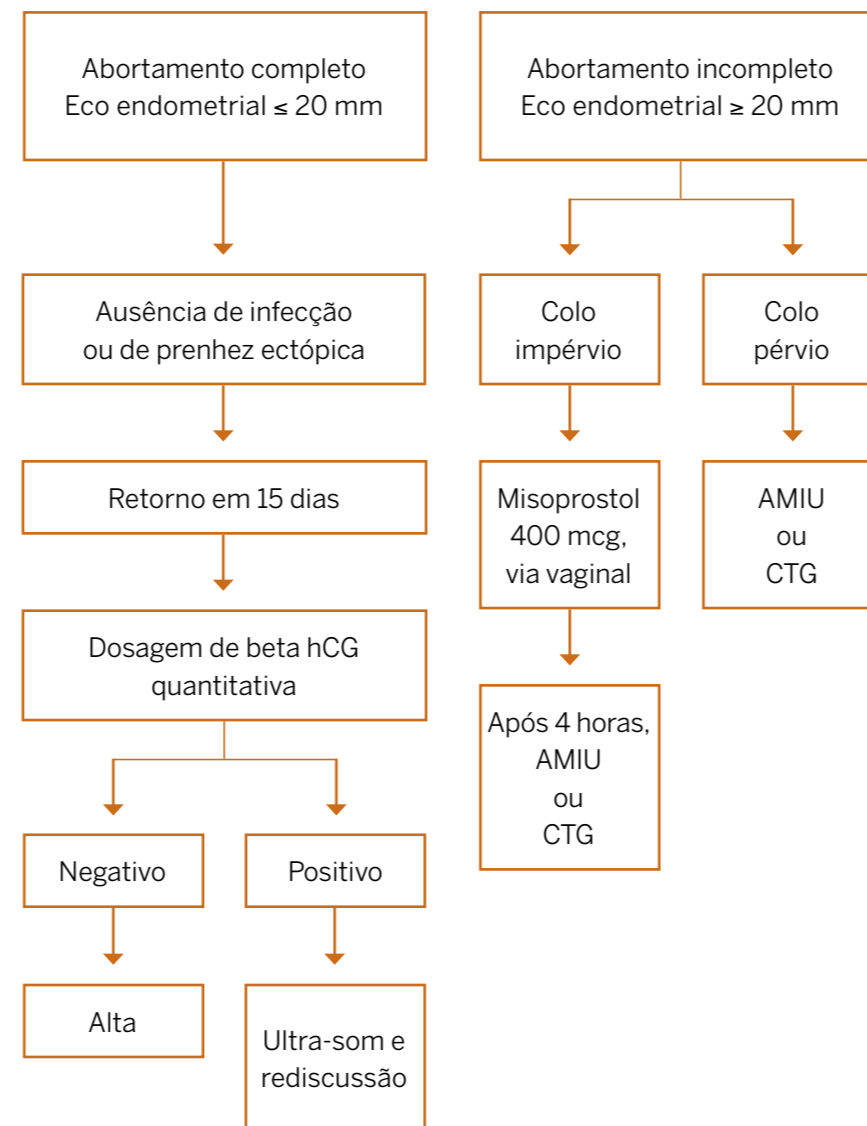 Abortamento completo
Eco endometrial ≤ 20 mm
Ausência de infecção
ou de prenhez ectópica
Retorno em 15 dias
Dosagem de beta hCG
quantitativa
Negativo
Alta
Positivo
Ultra-som e
rediscussão
Abortamento incompleto
Eco endometrial ≥ 20 mm
Colo
impérvio
Misoprostol
400 mcg,
via vaginal
Após 4 horas,
AMIU
ou
CTG
Colo
pérvio
AMIU
ou
CTG